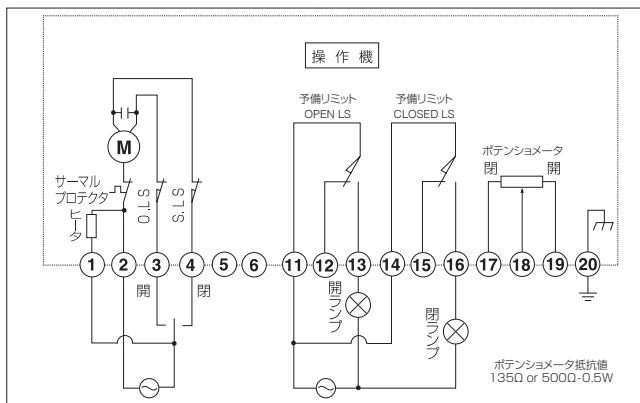 操作機
予備リミット
OPEN LS
予備リミット
CLOSED LS
ポテンショメータ
閉
開
M
サーマル
プロテクタ
ヒータ
O.L.S
S.L.S
1 2 3 4 5 6 11 12 13 14 15 16 17 18 19 20
開
閉
開ランプ
閉ランプ
ポテンショメータ抵抗値
135Ω or 500Ω-0.5W